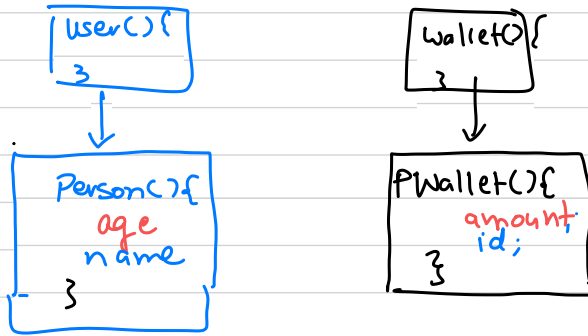 user(){
}
wallet(){
}
Person(){
age
name
}
PWallet(){
amount;
id;
}